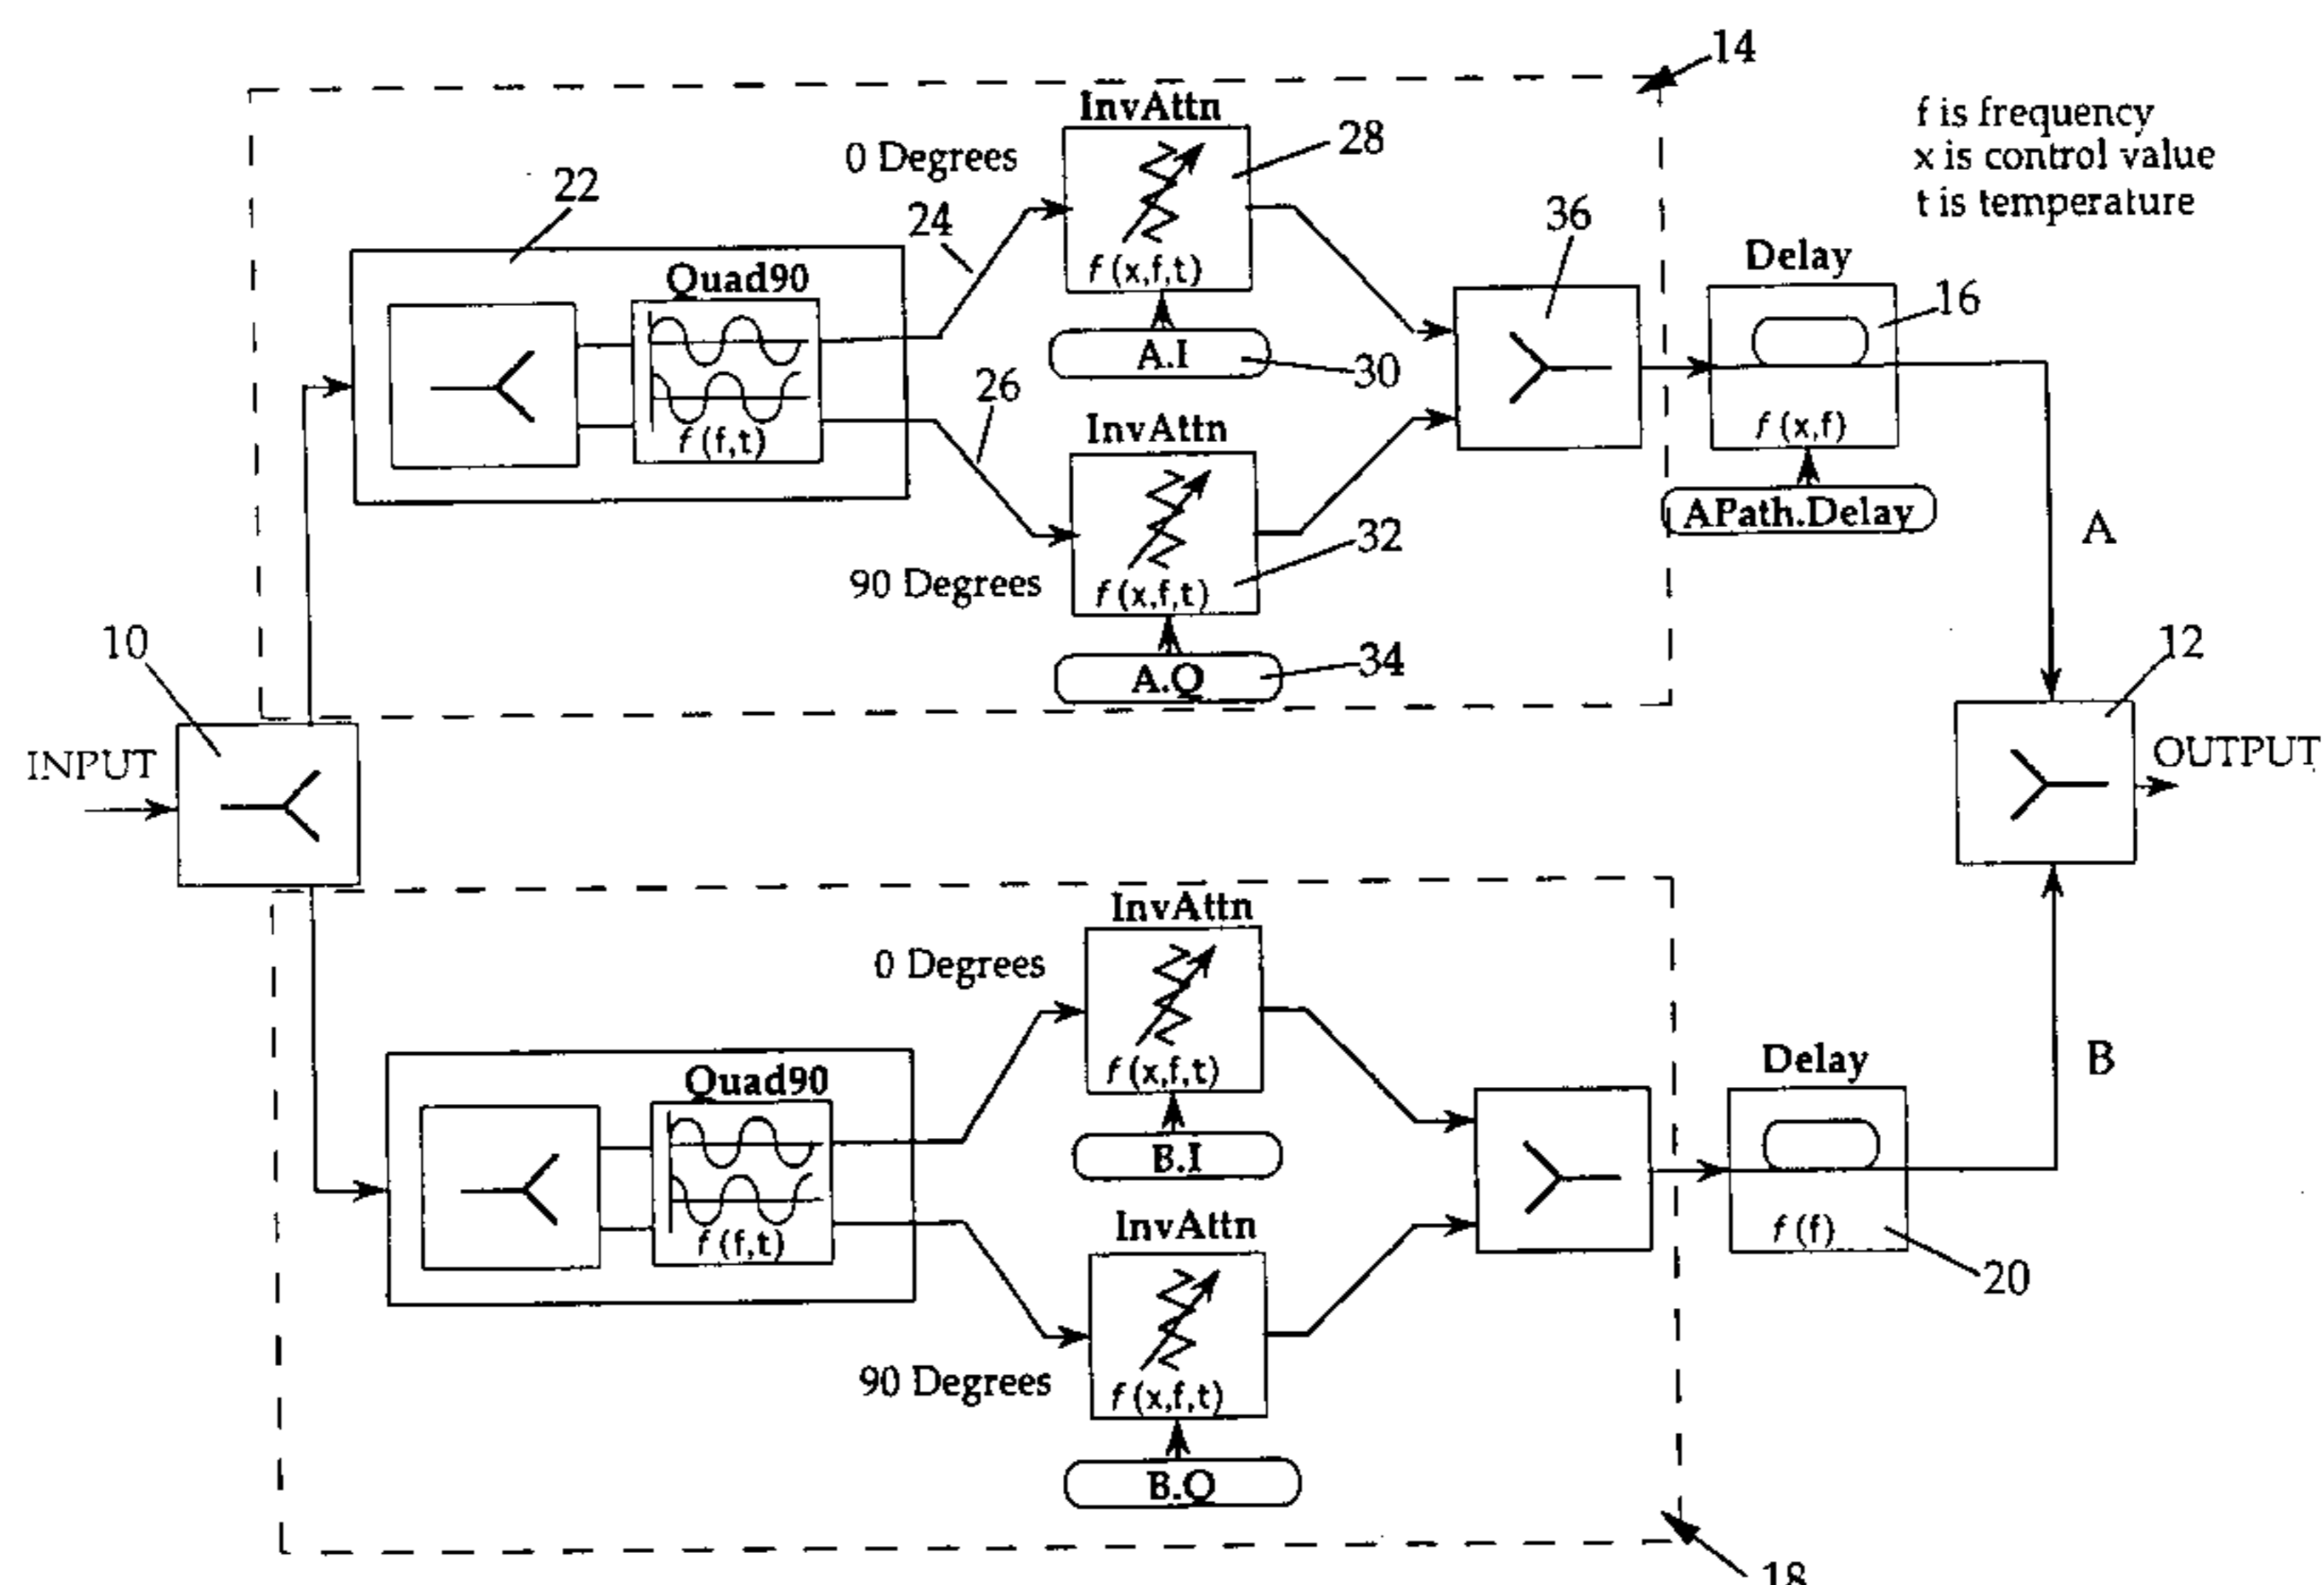 14
f is frequency
x is control value
t is temperature
InvAttn
28
0 Degrees
22
24
36
f (x,f,t)
Quad90
Delay
16
A.I
30
26
InvAttn
f (f,t)
f (x,f)
APath.Delay
A
32
90 Degrees
f (x,f,t)
10
12
34
A.Q
INPUT
OUTPUT
InvAttn
0 Degrees
f (x,f,t)
Delay
B
Quad90
B.I
InvAttn
f (f,t)
f (f)
20
90 Degrees
f (x,f,t)
B.Q
18